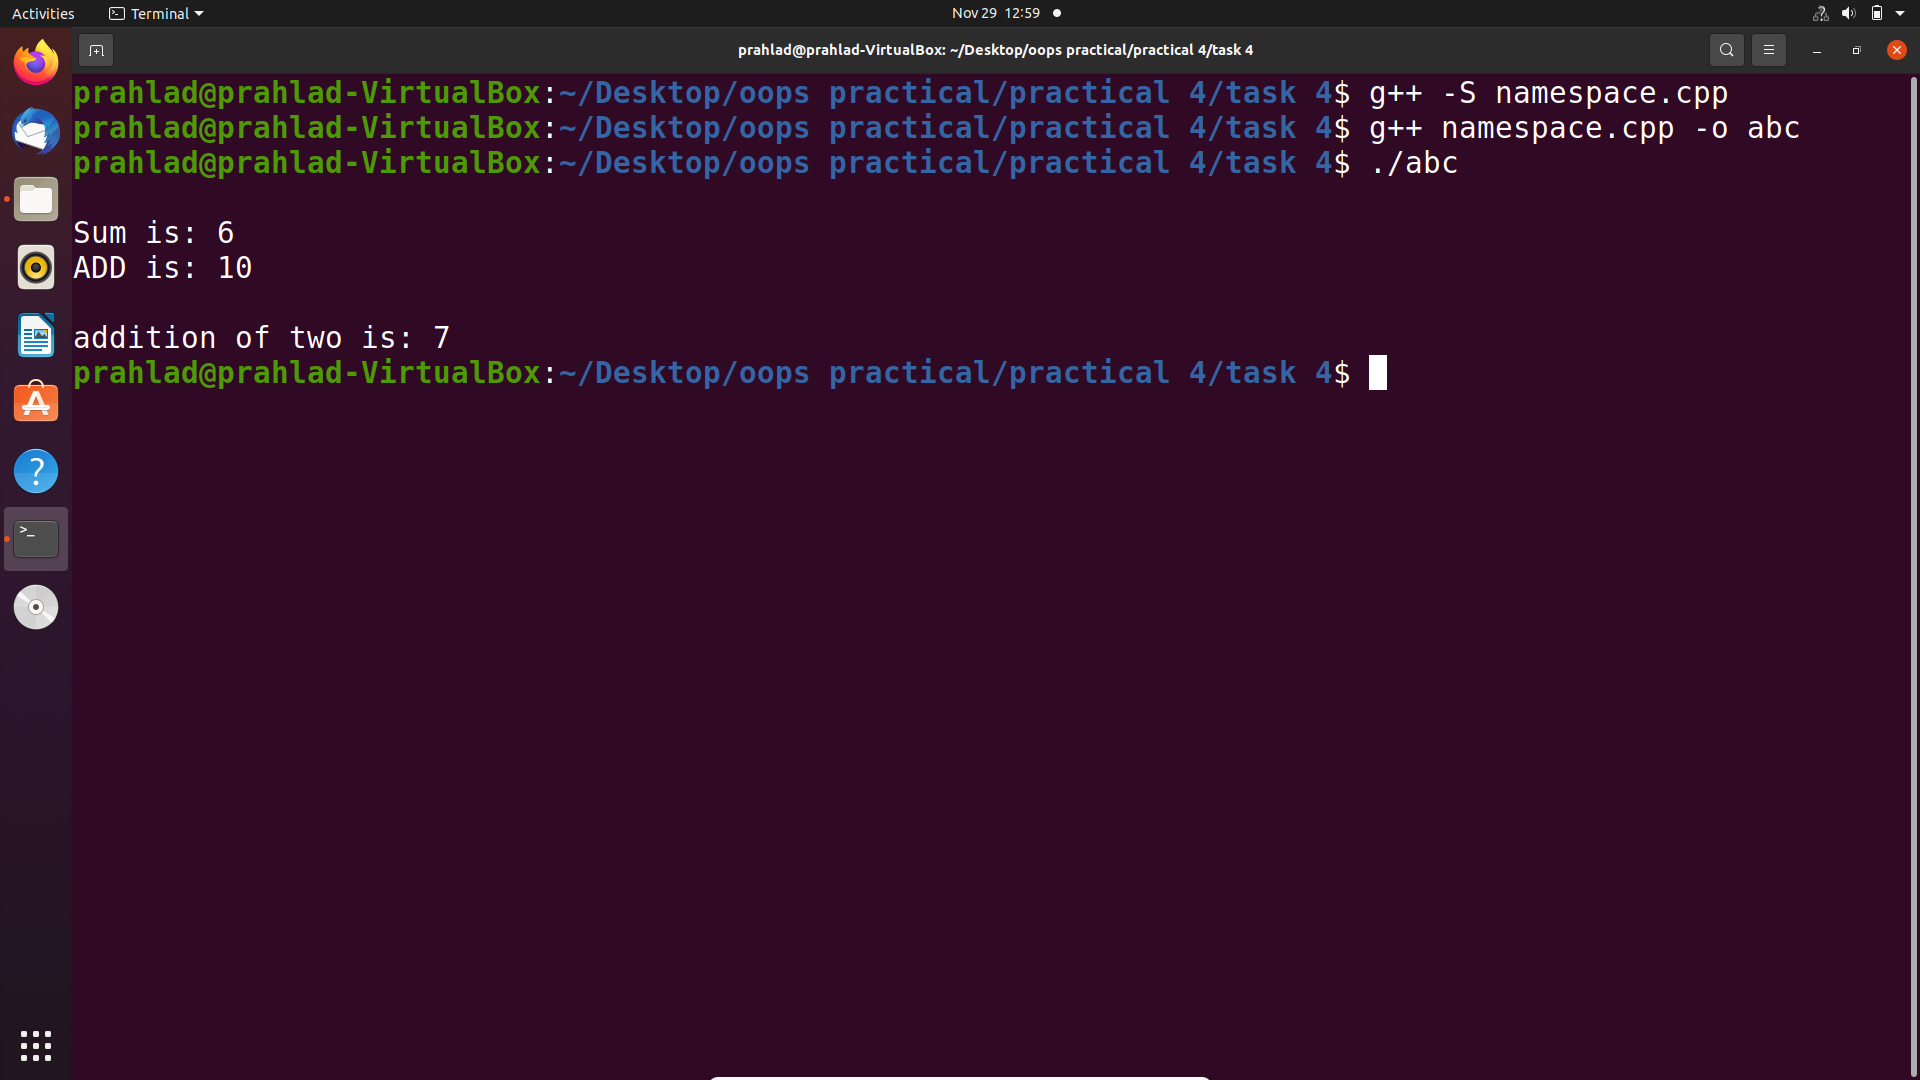 Activities Terminal Nov 29 12:59
prahlad@prahlad-VirtualBox: ~/Desktop/oops practical/practical 4/task 4
prahlad@prahlad-VirtualBox:~/Desktop/oops practical/practical 4/task 4$ g++ -S namespace.cpp
prahlad@prahlad-VirtualBox:~/Desktop/oops practical/practical 4/task 4$ g++ namespace.cpp -o abc
prahlad@prahlad-VirtualBox:~/Desktop/oops practical/practical 4/task 4$ ./abc
Sum is: 6
ADD is: 10
addition of two is: 7
prahlad@prahlad-VirtualBox:~/Desktop/oops practical/practical 4/task 4$